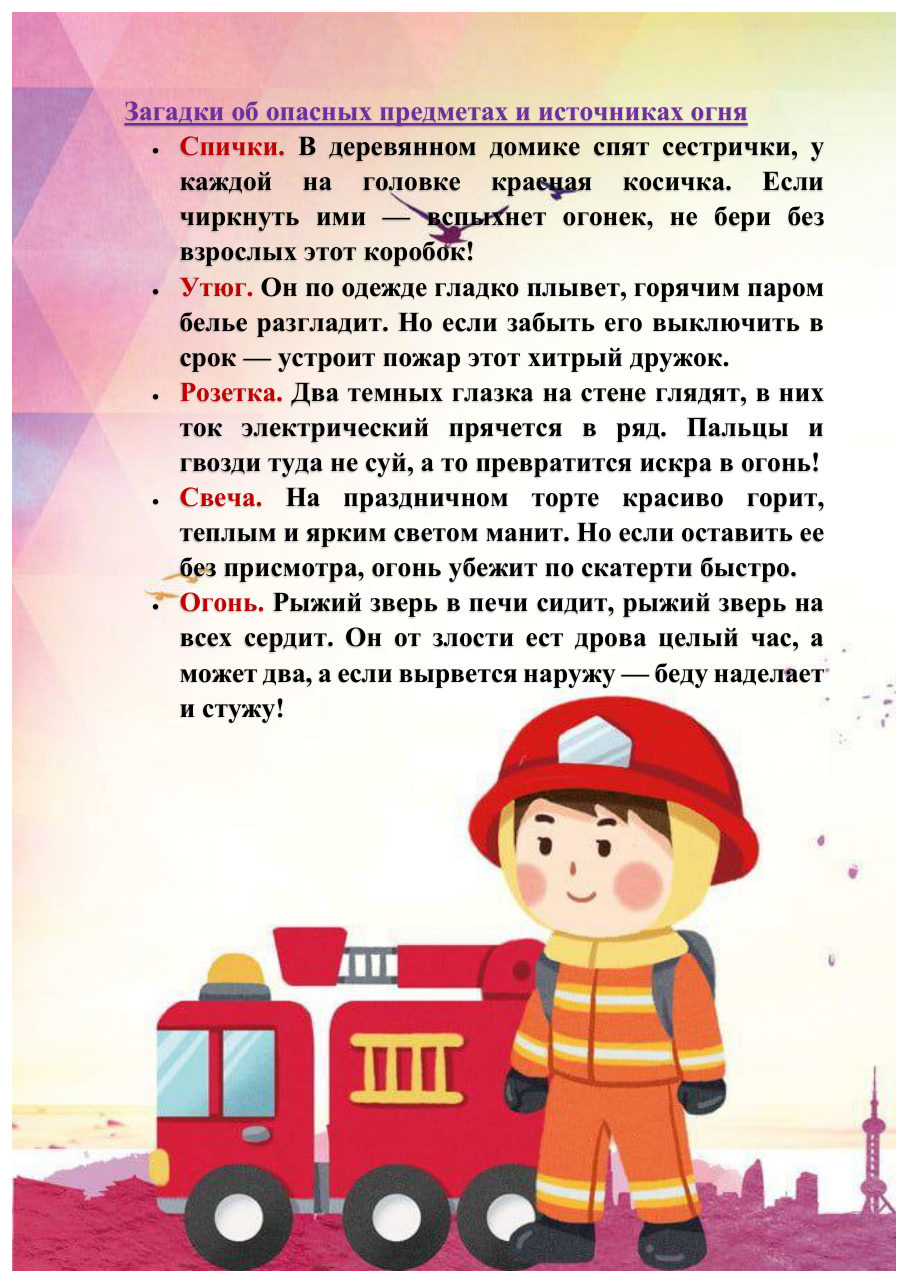 Загадки об опасных предметах и источниках огня
• Спички. В деревянном домике спят сестрички, у
каждой на головке красная косичка. Если
чиркнуть ими — вспыхнет огонек, не бери без
взрослых этот коробок!
• Утюг. Он по одежде гладко плывет, горячим паром
белье разгладит. Но если забыть его выключить в
срок — устроит пожар этот хитрый дружок.
• Розетка. Два темных глазка на стене глядят, в них
ток электрический прячется в ряд. Пальцы и
гвозди туда не суй, а то превратится искра в огонь!
• Свеча. На праздничном торте красиво горит,
теплым и ярким светом манит. Но если оставить ее
без присмотра, огонь убежит по скатерти быстро.
• Огонь. Рыжий зверь в печи сидит, рыжий зверь на
всех сердит. Он от злости ест дрова целый час, а
может два, а если вырвется наружу — беду наделает
и стужу!